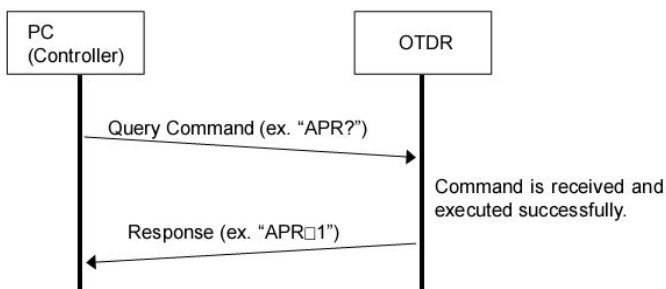 PC
(Controller)
OTDR
Query Command (ex. “APR?”)
Command is received and
executed successfully.
Response (ex. “APR□1”)